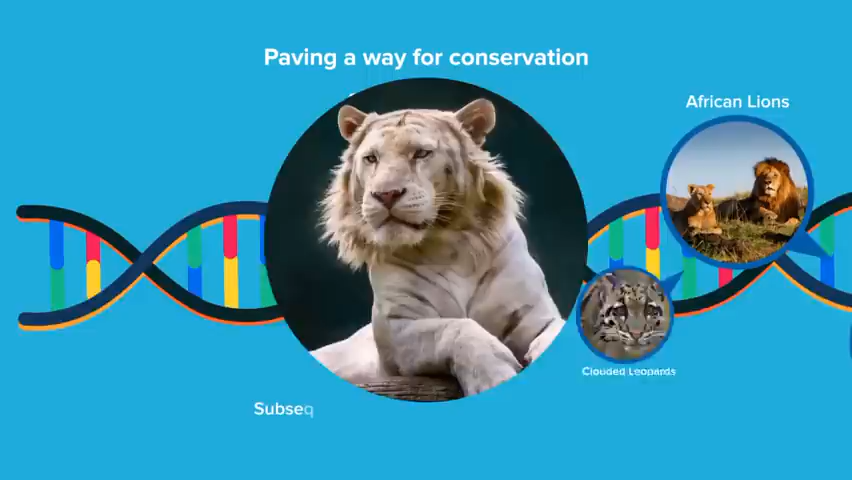 Paving a way for conservation
African Lions
Clouded Leopards
Subseq